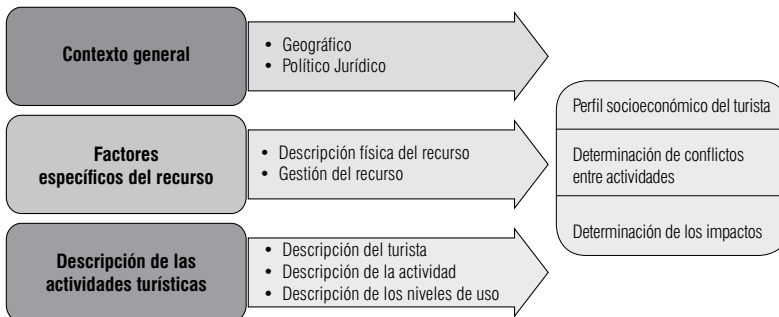 Contexto general
• Geográfico
• Político Jurídico
Factores
específicos del recurso
• Descripción física del recurso
• Gestión del recurso
Descripción de las
actividades turísticas
• Descripción del turista
• Descripción de la actividad
• Descripción de los niveles de uso
Perfil socioeconómico del turista
Determinación de conflictos
entre actividades
Determinación de los impactos